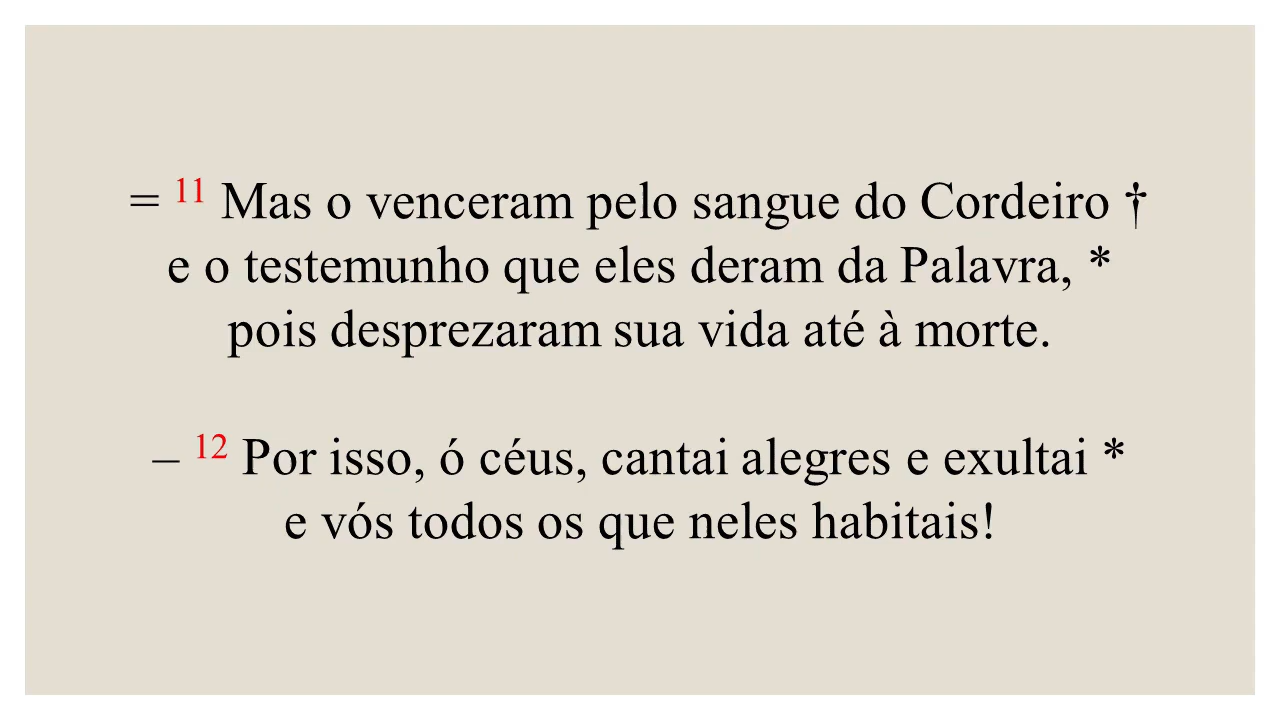 = 11 Mas o venceram pelo sangue do Cordeiro †
e o testemunho que eles deram da Palavra, *
pois desprezaram sua vida até à morte.
– 12 Por isso, ó céus, cantai alegres e exultai *
e vós todos os que neles habitais!